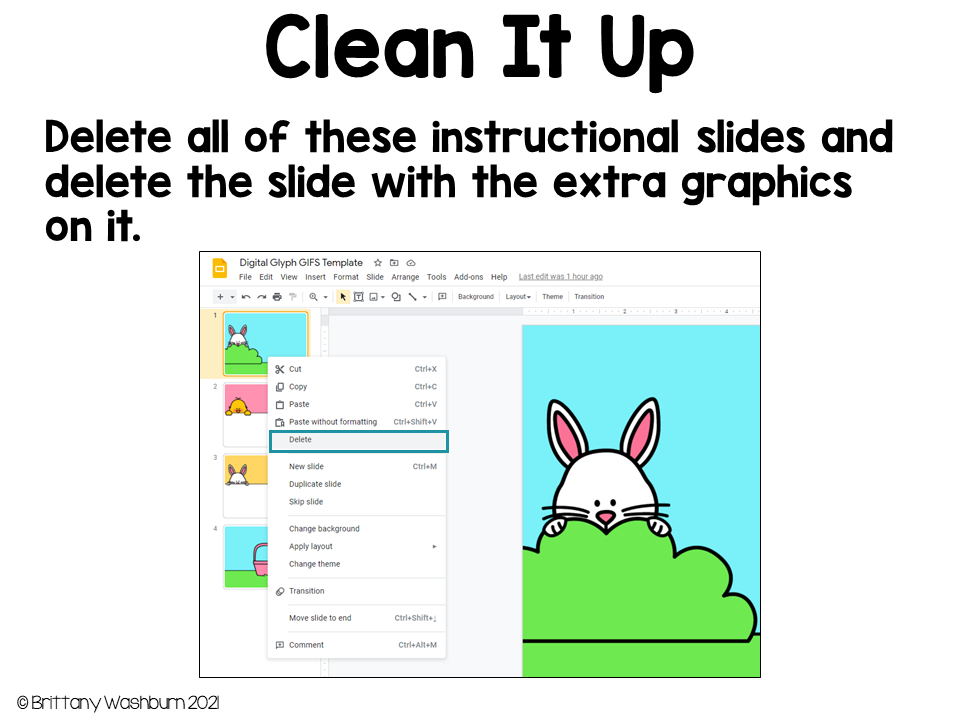 Clean It Up
Delete all of these instructional slides and
delete the slide with the extra graphics
on it.
Digital Glyph GIFS Template
File Edit View Insert Format Slide Arrange Tools Add-ons Help Last edit was 1 hour ago
Background Layout Theme Transition
1 2 3 4
1
Cut Ctrl+X
2 Copy Ctrl+C
Paste Ctrl+V
Paste without formatting Ctrl+Shift+V
Delete
3
New slide Ctrl+M
Duplicate slide
Skip slide
4 Change background
Apply layout
Change theme
Transition
Move slide to end Ctrl+Shift+↓
Comment Ctrl+Alt+M
© Brittany Washburn 2021